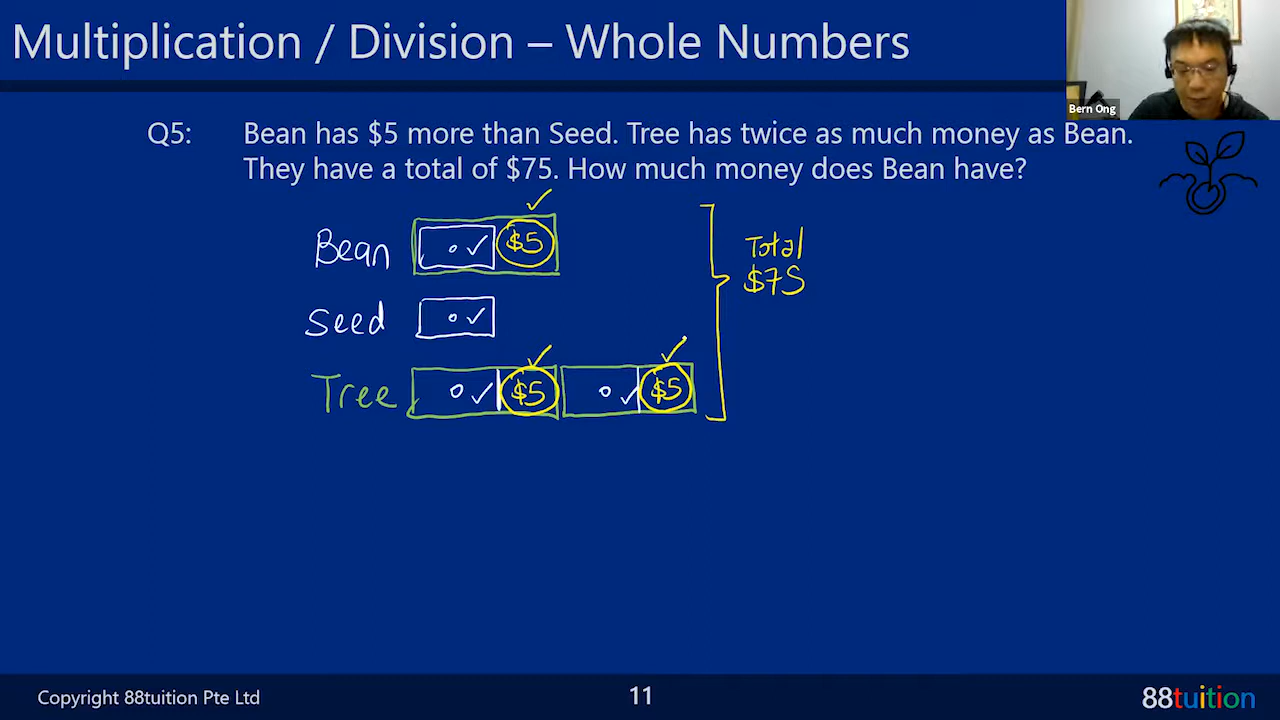 Multiplication / Division – Whole Numbers
Bern Ong
Q5: Bean has $5 more than Seed. Tree has twice as much money as Bean.
They have a total of $75. How much money does Bean have?
Bean $5
Total
$75
Seed
Tree $5 $5
Copyright 88tuition Pte Ltd
11
88tuition